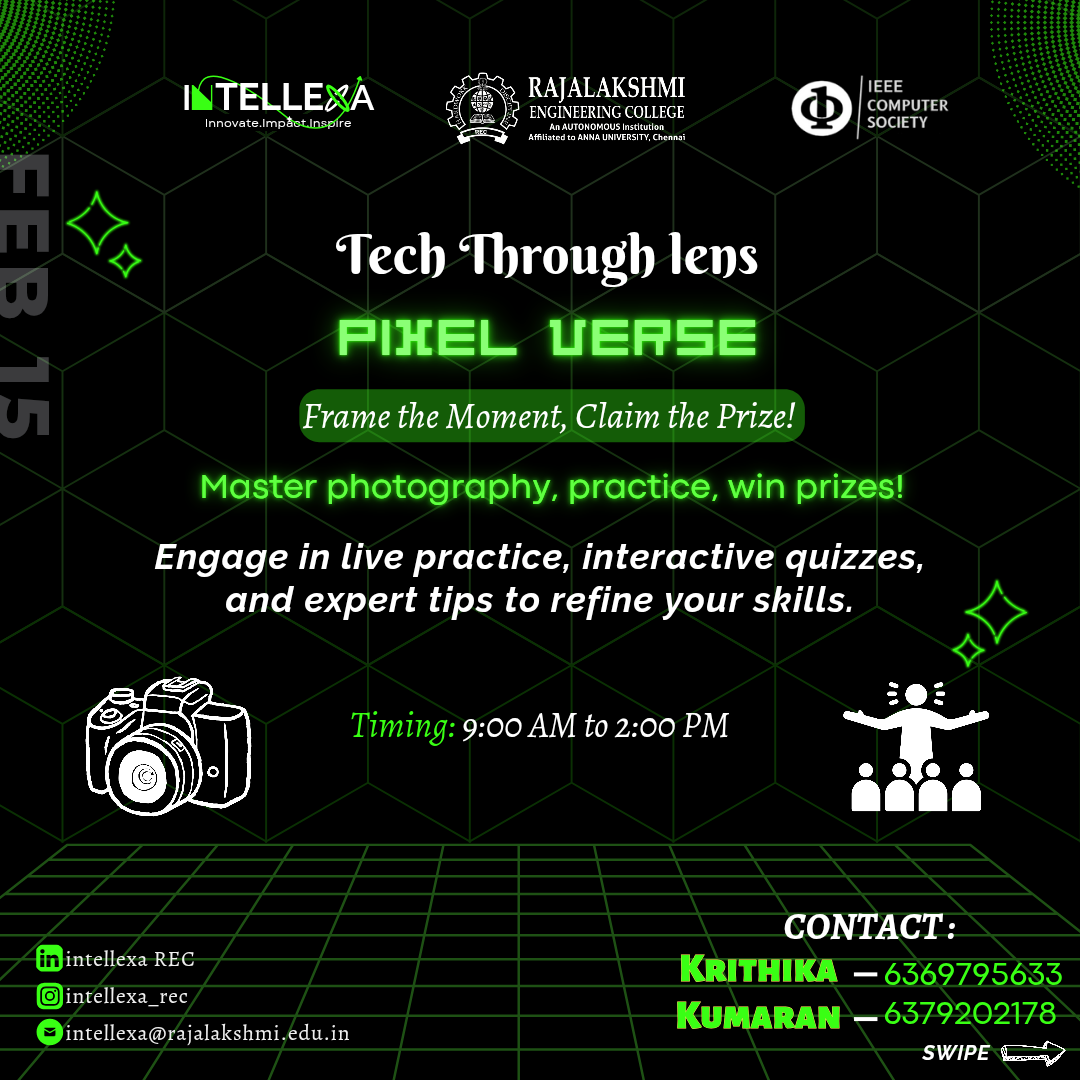 INTELLEXA
Innovate.Impact.Inspire
RAJALAKSHMI
ENGINEERING COLLEGE
An AUTONOMOUS Institution
Affiliated to ANNA UNIVERSITY, Chennai
REC
IEEE
COMPUTER
SOCIETY
FEB 15
Tech Through lens
PIXEL VERSE
Frame the Moment, Claim the Prize!
Master photography, practice, win prizes!
Engage in live practice, interactive quizzes,
and expert tips to refine your skills.
Timing: 9:00 AM to 2:00 PM
CONTACT :
KRITHIKA — 6369795633
KUMARAN — 6379202178
intellexa REC
intellexa_rec
intellexa@rajalakshmi.edu.in
SWIPE